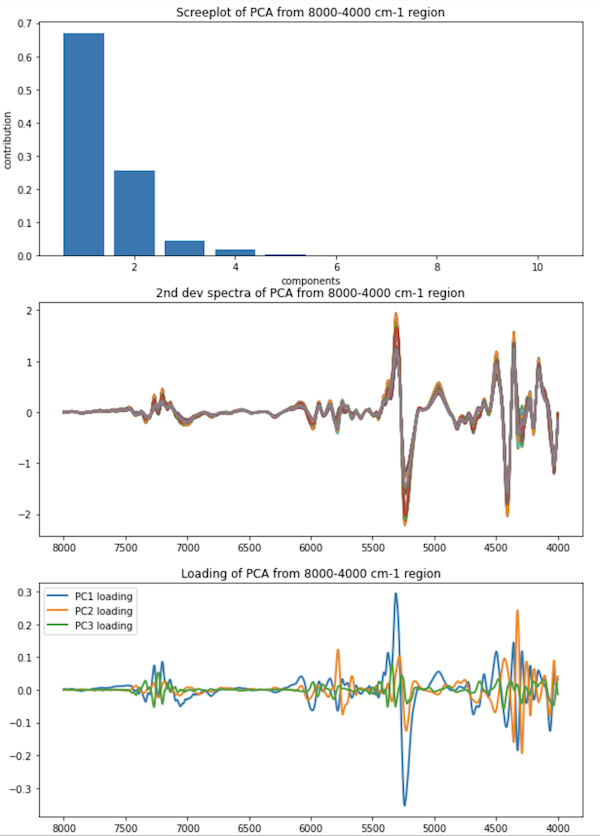 Screeplot of PCA from 8000-4000 cm-1 region
0.7
0.6
0.5
0.4
0.3
0.2
0.1
0.0
contribution
2 4 6 8 10
components
2nd dev spectra of PCA from 8000-4000 cm-1 region
2
1
0
−1
−2
8000 7500 7000 6500 6000 5500 5000 4500 4000
Loading of PCA from 8000-4000 cm-1 region
PC1 loading
PC2 loading
PC3 loading
0.3
0.2
0.1
0.0
−0.1
−0.2
−0.3
8000 7500 7000 6500 6000 5500 5000 4500 4000